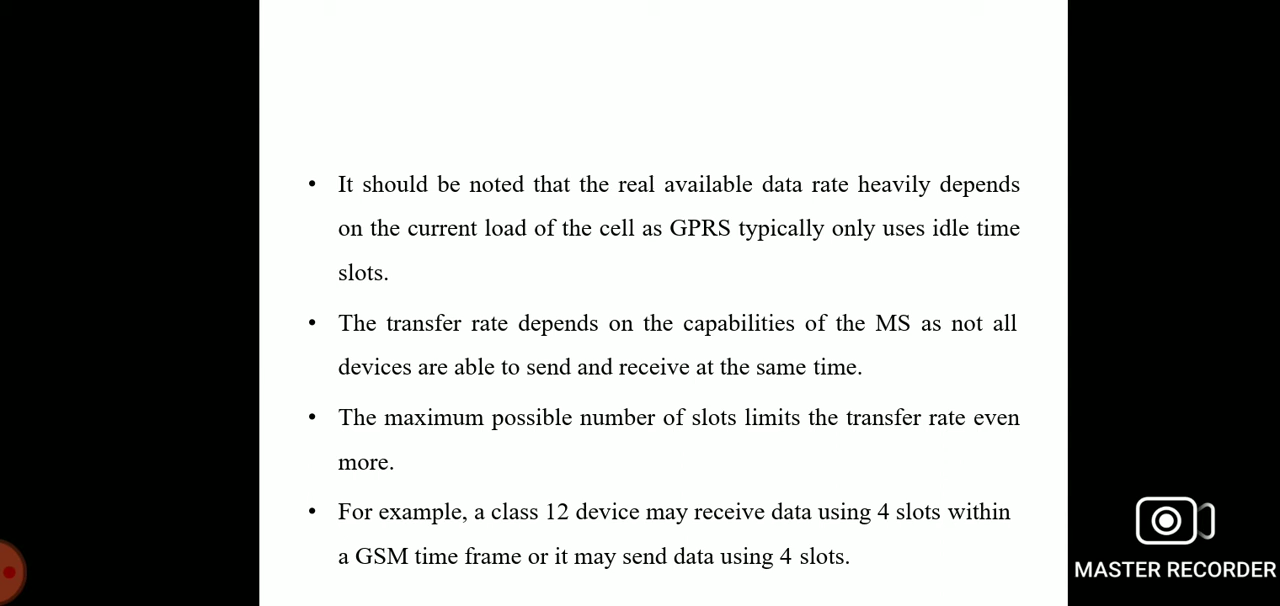 • It should be noted that the real available data rate heavily depends
on the current load of the cell as GPRS typically only uses idle time
slots.
• The transfer rate depends on the capabilities of the MS as not all
devices are able to send and receive at the same time.
• The maximum possible number of slots limits the transfer rate even
more.
• For example, a class 12 device may receive data using 4 slots within
a GSM time frame or it may send data using 4 slots.
MASTER RECORDER